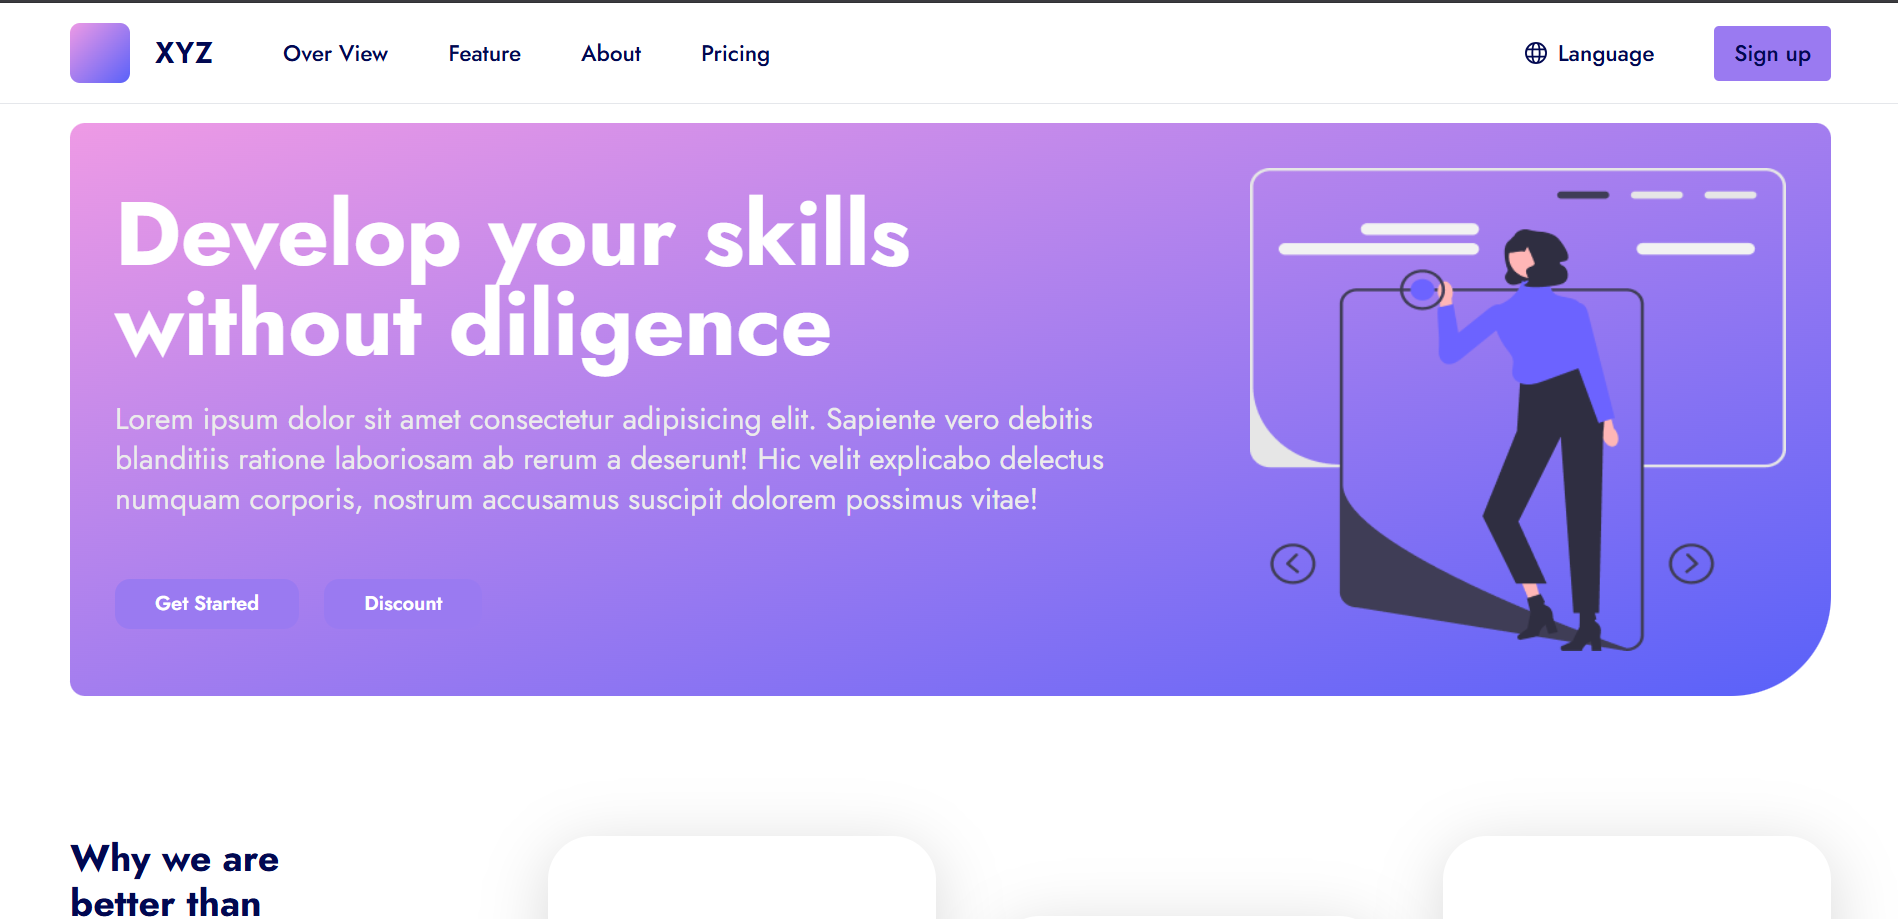 XYZ
Over View
Feature
About
Pricing
Language
Sign up
Develop your skills
without diligence
Lorem ipsum dolor sit amet consectetur adipisicing elit. Sapiente vero debitis
blanditiis ratione laboriosam ab rerum a deserunt! Hic velit explicabo delectus
numquam corporis, nostrum accusamus suscipit dolorem possimus vitae!
Get Started
Discount
Why we are
better than